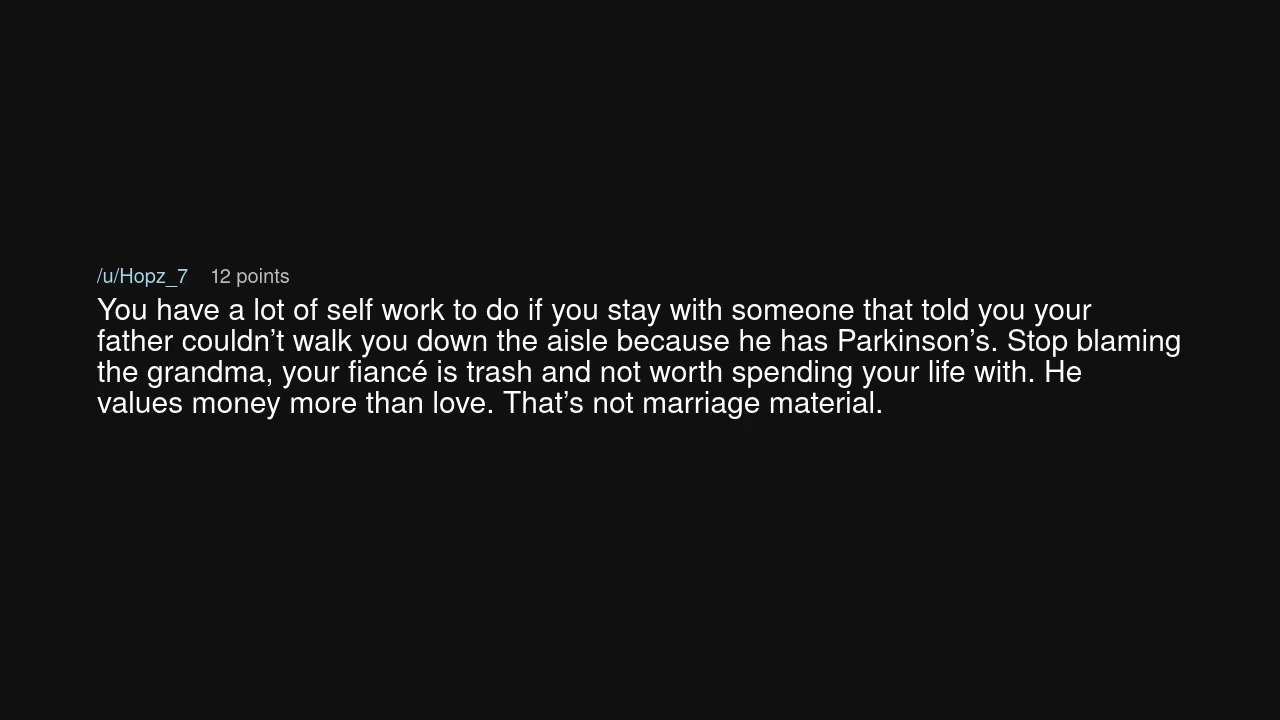 /u/Hopz_7 12 points
You have a lot of self work to do if you stay with someone that told you your
father couldn’t walk you down the aisle because he has Parkinson’s. Stop blaming
the grandma, your fiancé is trash and not worth spending your life with. He
values money more than love. That’s not marriage material.